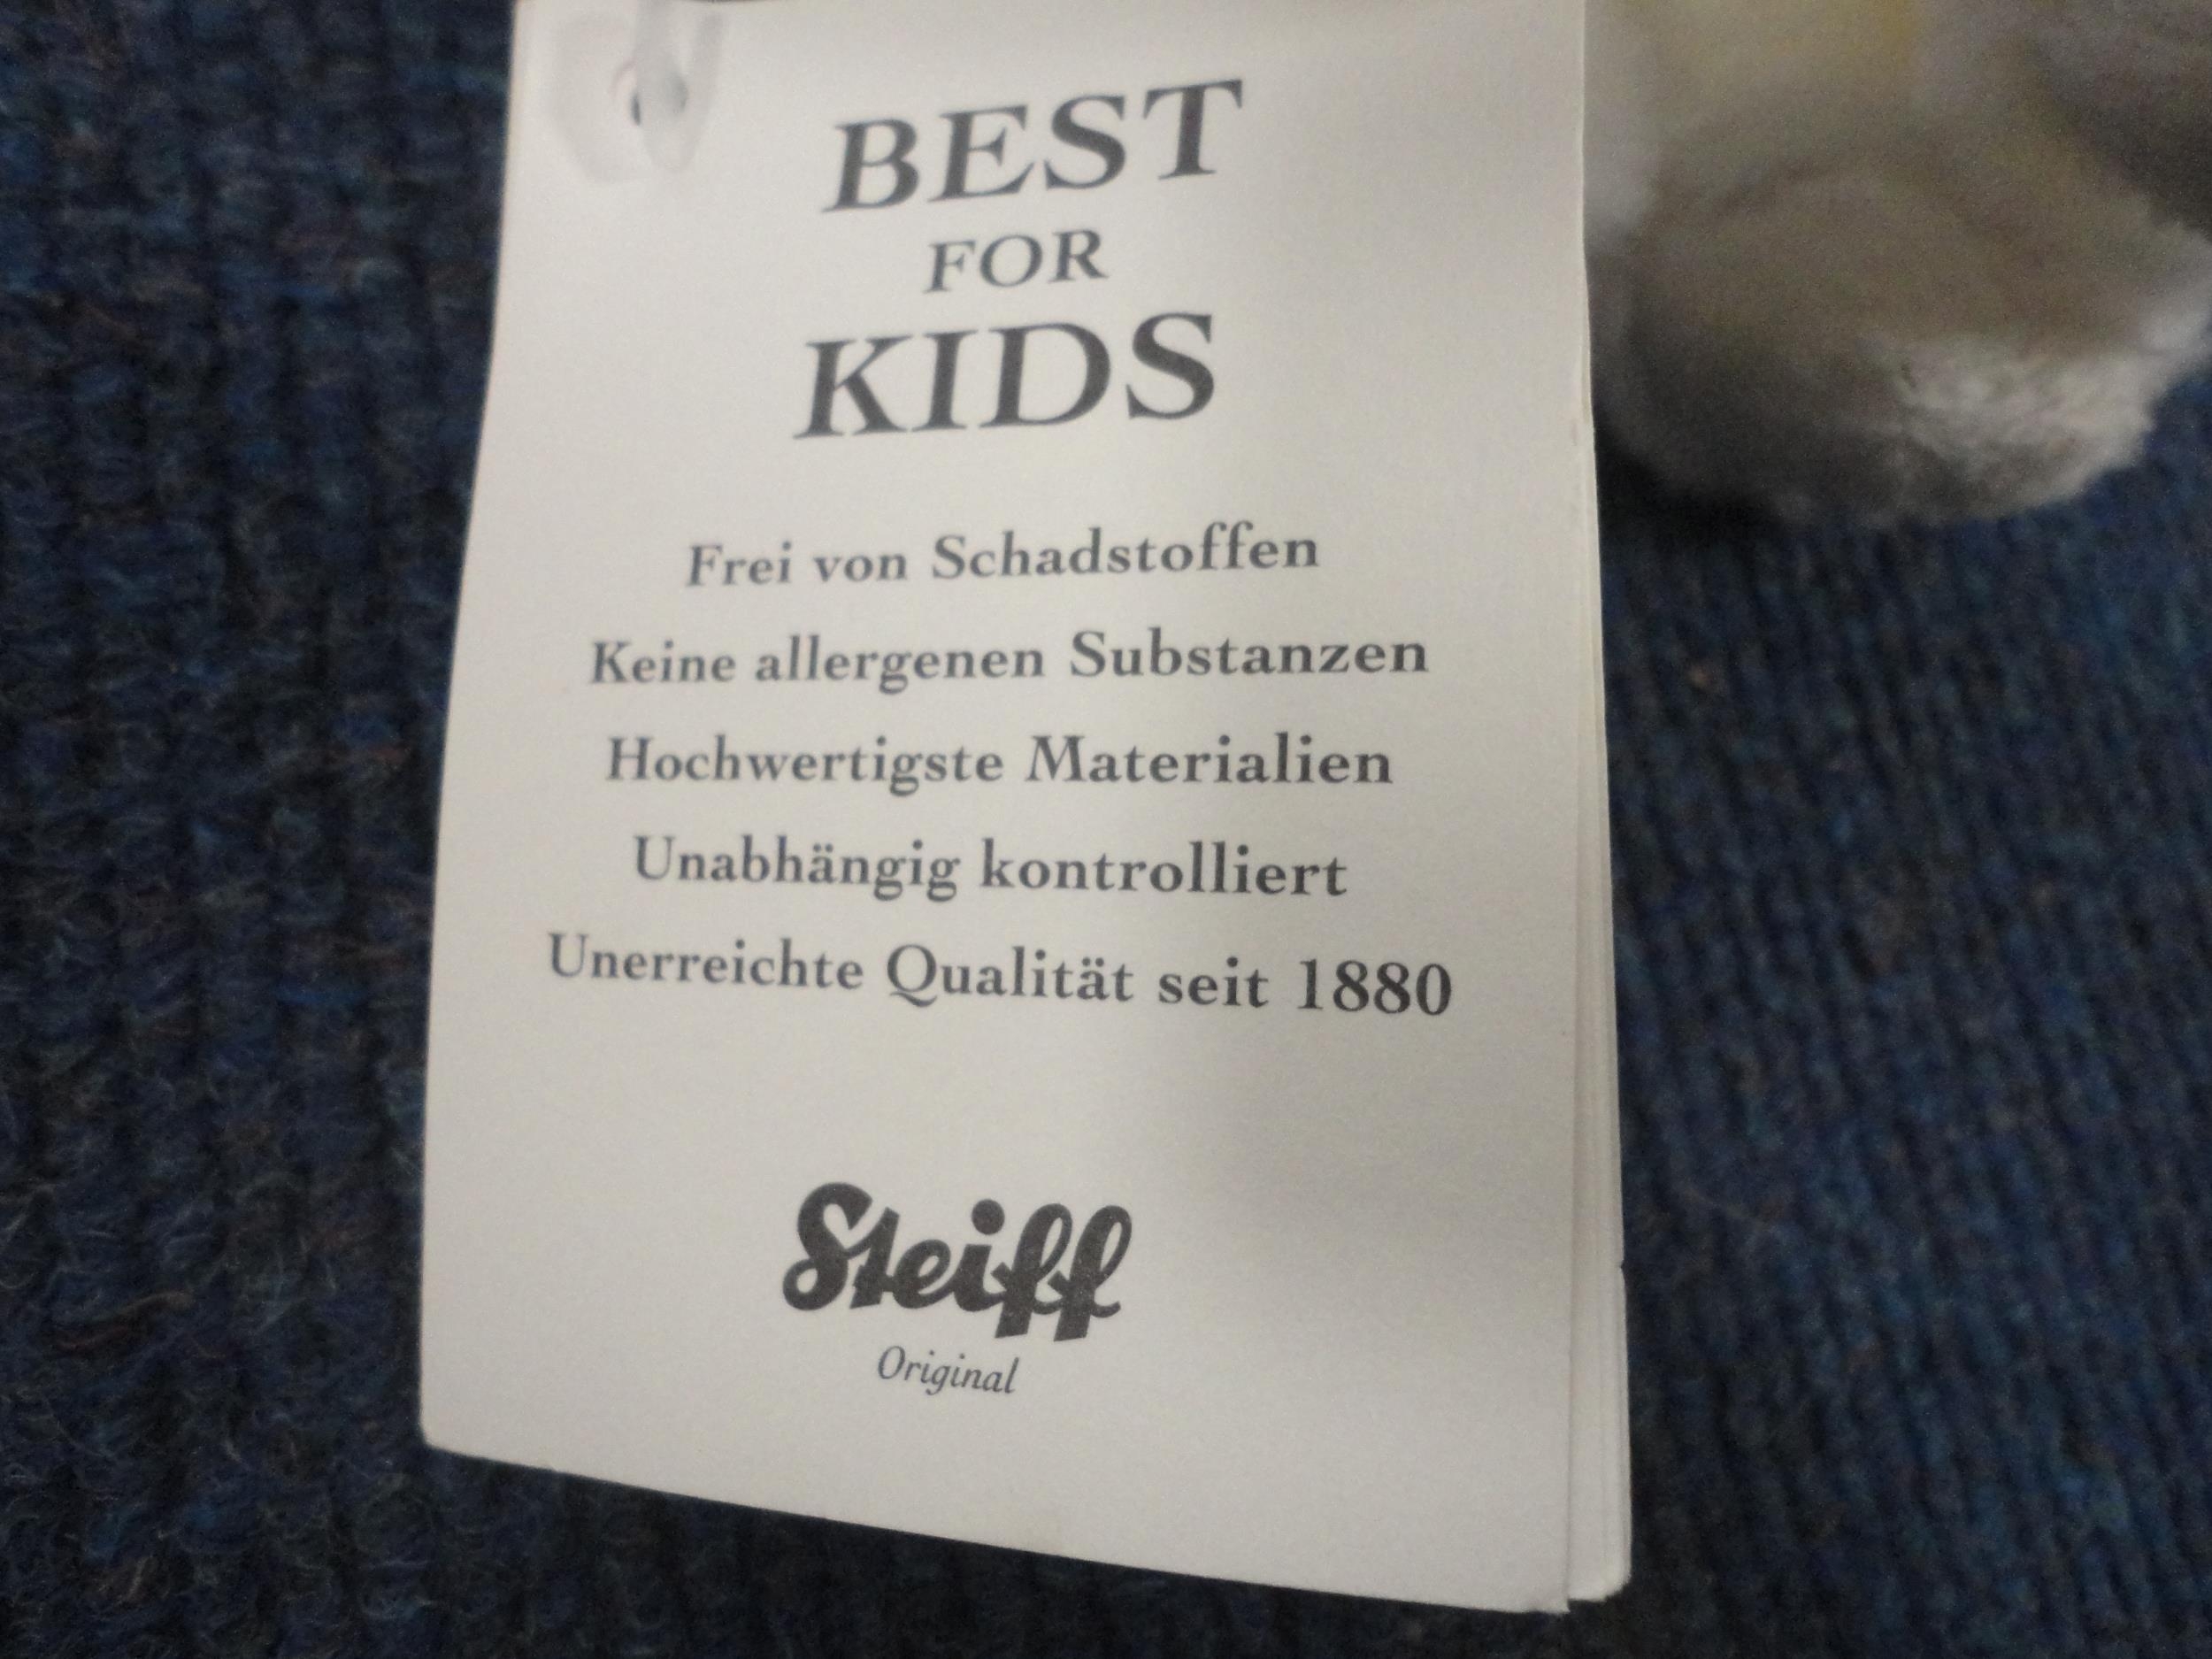 BEST
FOR
KIDS
Frei von Schadstoffen
Keine allergenen Substanzen
Hochwertigste Materialien
Unabhängig kontrolliert
Unerreichte Qualität seit 1880
Steiff
Original